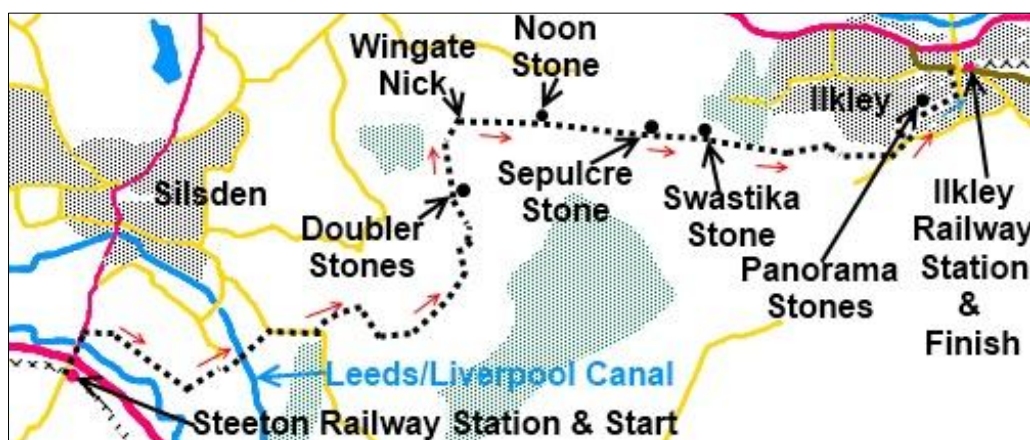 Wingate
Nick
Noon
Stone
Ilkley
Silsden
Doubler
Stones
Sepulcre
Stone
Swastika
Stone
Panorama
Stones
Ilkley
Railway
Station
&
Finish
Leeds/Liverpool Canal
Steeton Railway Station & Start